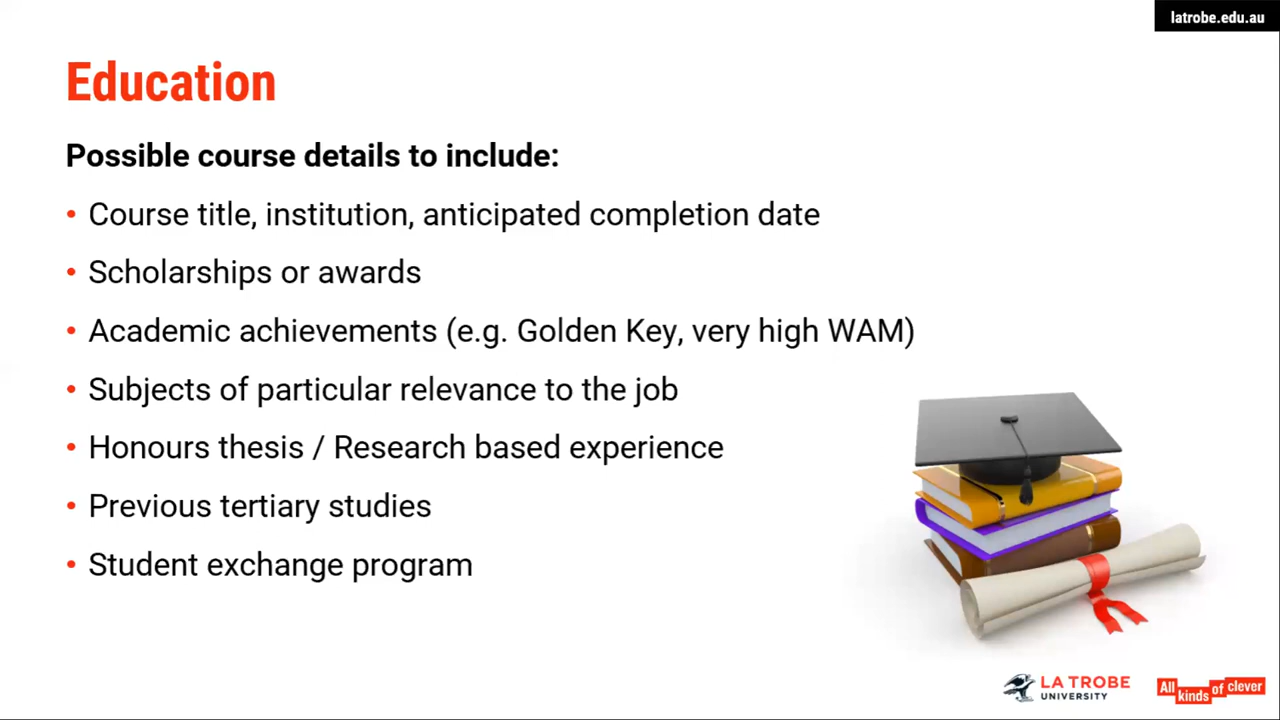 latrobe.edu.au
Education
Possible course details to include:
• Course title, institution, anticipated completion date
• Scholarships or awards
• Academic achievements (e.g. Golden Key, very high WAM)
• Subjects of particular relevance to the job
• Honours thesis / Research based experience
• Previous tertiary studies
• Student exchange program
LA TROBE
UNIVERSITY
All kinds of clever